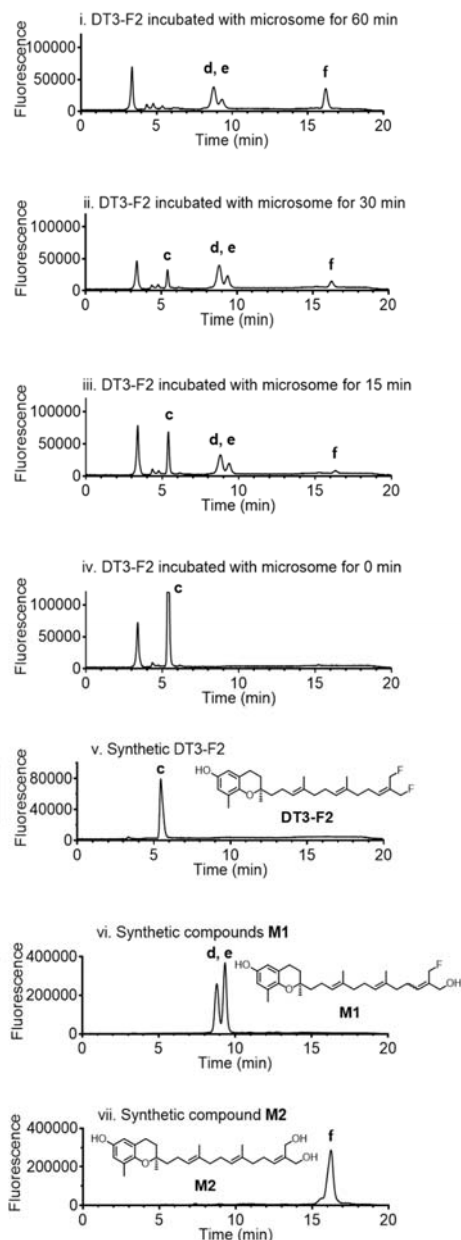 i. DT3-F2 incubated with microsome for 60 min
Fluorescence
100000
50000
0
d, e
f
0 5 10 15 20
Time (min)
ii. DT3-F2 incubated with microsome for 30 min
Fluorescence
100000
50000
0
c
d, e
f
0 5 10 15 20
Time (min)
iii. DT3-F2 incubated with microsome for 15 min
Fluorescence
100000
50000
0
c
d, e
f
0 5 10 15 20
Time (min)
iv. DT3-F2 incubated with microsome for 0 min
Fluorescence
100000
50000
0
c
0 5 10 15 20
Time (min)
v. Synthetic DT3-F2
Fluorescence
80000
40000
0
c
HO
O
F
F
DT3-F2
0 5 10 15 20
Time (min)
vi. Synthetic compounds M1
Fluorescence
400000
200000
0
d, e
HO
O
F
OH
M1
0 5 10 15 20
Time (min)
vii. Synthetic compound M2
Fluorescence
400000
200000
0
HO
O
OH
OH
M2
f
0 5 10 15 20
Time (min)